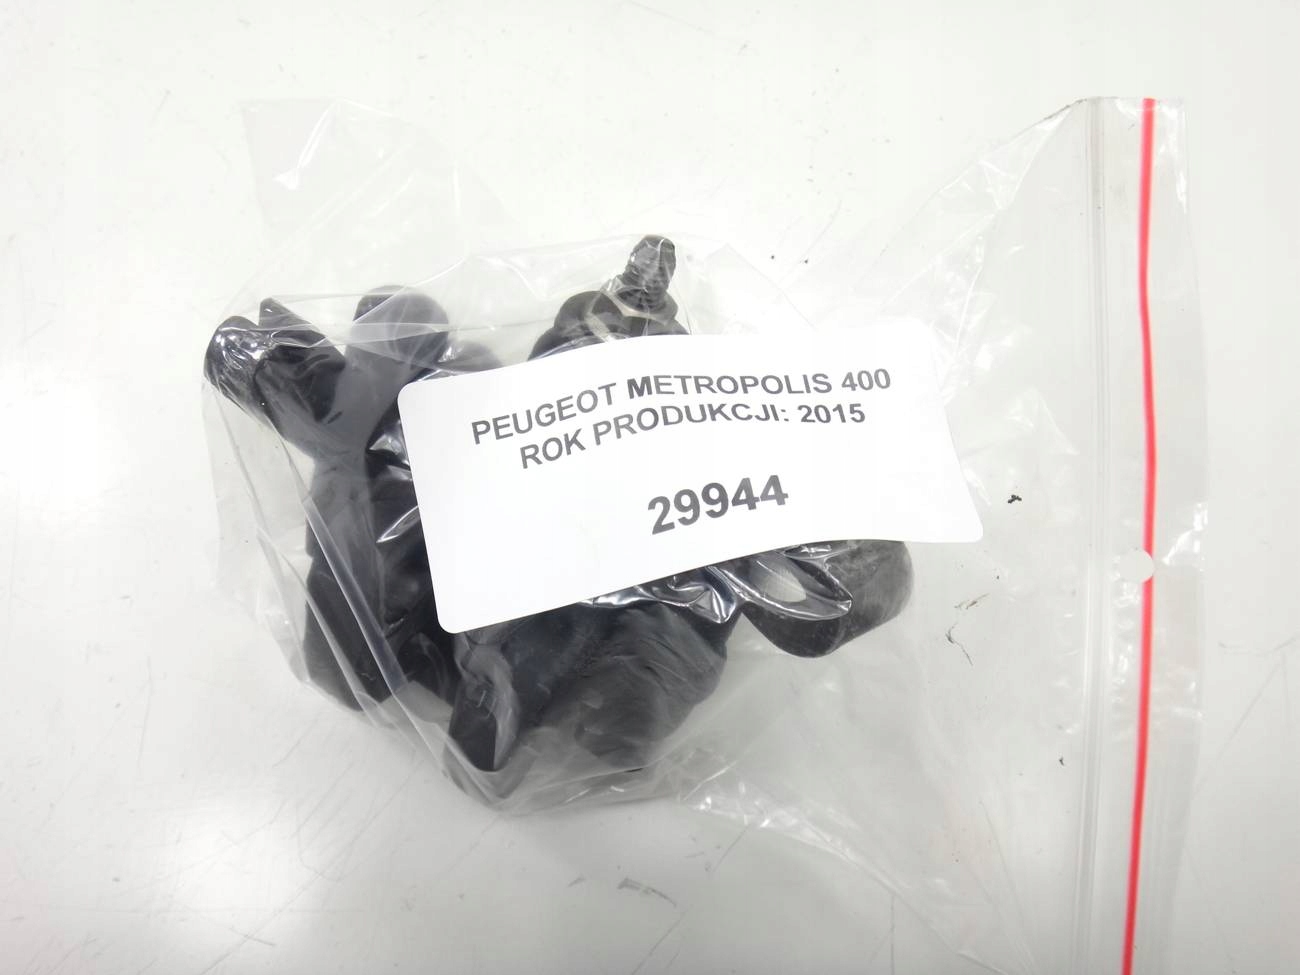 PEUGEOT METROPOLIS 400
ROK PRODUKCJI: 2015
29944